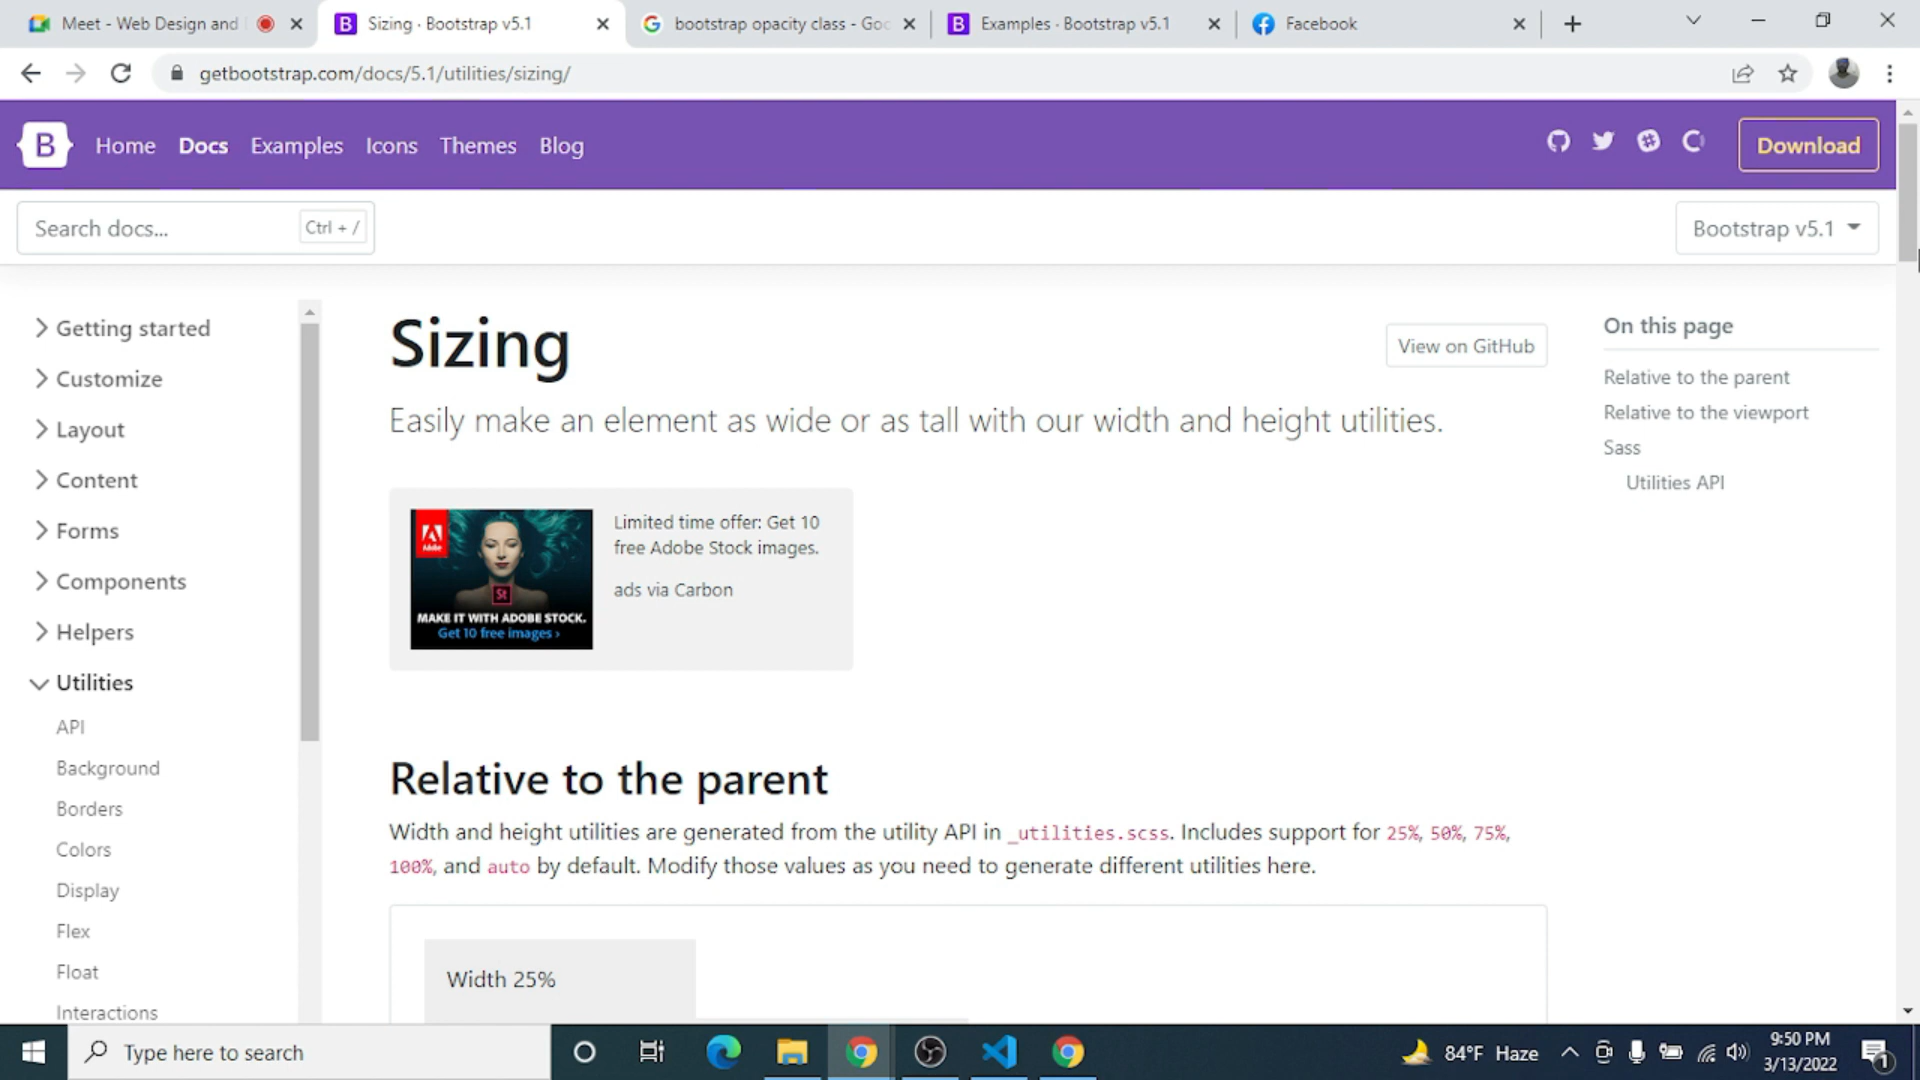 Meet - Web Design and
Sizing · Bootstrap v5.1
bootstrap opacity class - Goo
Examples · Bootstrap v5.1
Facebook
getbootstrap.com/docs/5.1/utilities/sizing/
B Home Docs Examples Icons Themes Blog
Download
Search docs... Ctrl + /
Bootstrap v5.1
Getting started
Customize
Layout
Content
Forms
Components
Helpers
Utilities
API
Background
Borders
Colors
Display
Flex
Float
Interactions
Sizing
View on GitHub
Easily make an element as wide or as tall with our width and height utilities.
Adobe
St
MAKE IT WITH ADOBE STOCK.
Get 10 free images ›
Limited time offer: Get 10
free Adobe Stock images.
ads via Carbon
Relative to the parent
Width and height utilities are generated from the utility API in _utilities.scss. Includes support for 25%, 50%, 75%,
100%, and auto by default. Modify those values as you need to generate different utilities here.
Width 25%
On this page
Relative to the parent
Relative to the viewport
Sass
Utilities API
Type here to search
84°F Haze
9:50 PM
3/13/2022
1